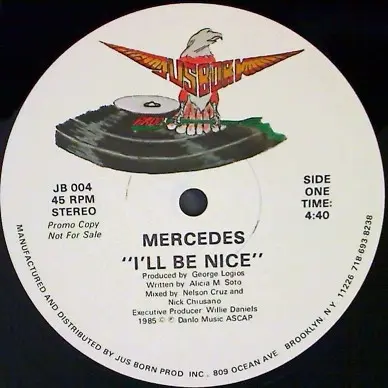 JUS BORN
JB 004
45 RPM
STEREO
Promo Copy
Not For Sale
SIDE
ONE
TIME:
4:40
MERCEDES
"I'LL BE NICE"
Produced by George Logios
Written by Alicia M. Soto
Mixed by Nelson Cruz and
Nick Chiusano
Executive Producer: Willie Daniels
1985 © ℗ Danlo Music ASCAP
MANUFACTURED AND DISTRIBUTED BY JUS BORN PROD. INC. 809 OCEAN AVE. BROOKLYN. N.Y. 11226 718 693 8238